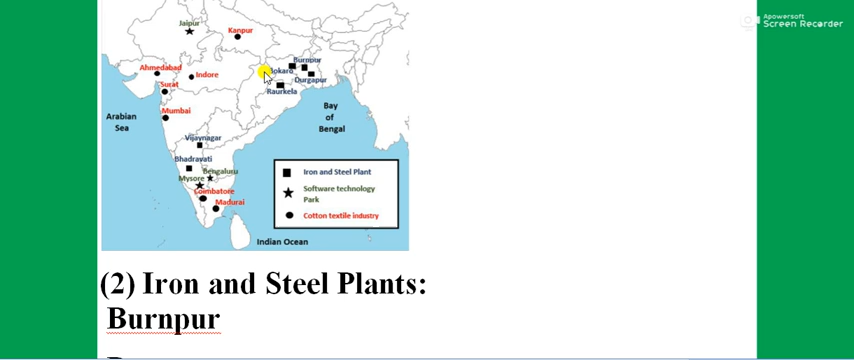 Apowersoft
Screen Recorder
Jaipur
Kanpur
Burnpur
Ahmedabad
Indore
Bokaro
Durgapur
Surat
Raurkela
Mumbai
Arabian
Sea
Bay
of
Bengal
Vijaynagar
Bhadravati
Bengaluru
Mysore
Coimbatore
Madurai
Iron and Steel Plant
Software technology
Park
Cotton textile industry
Indian Ocean
(2) Iron and Steel Plants:
Burnpur